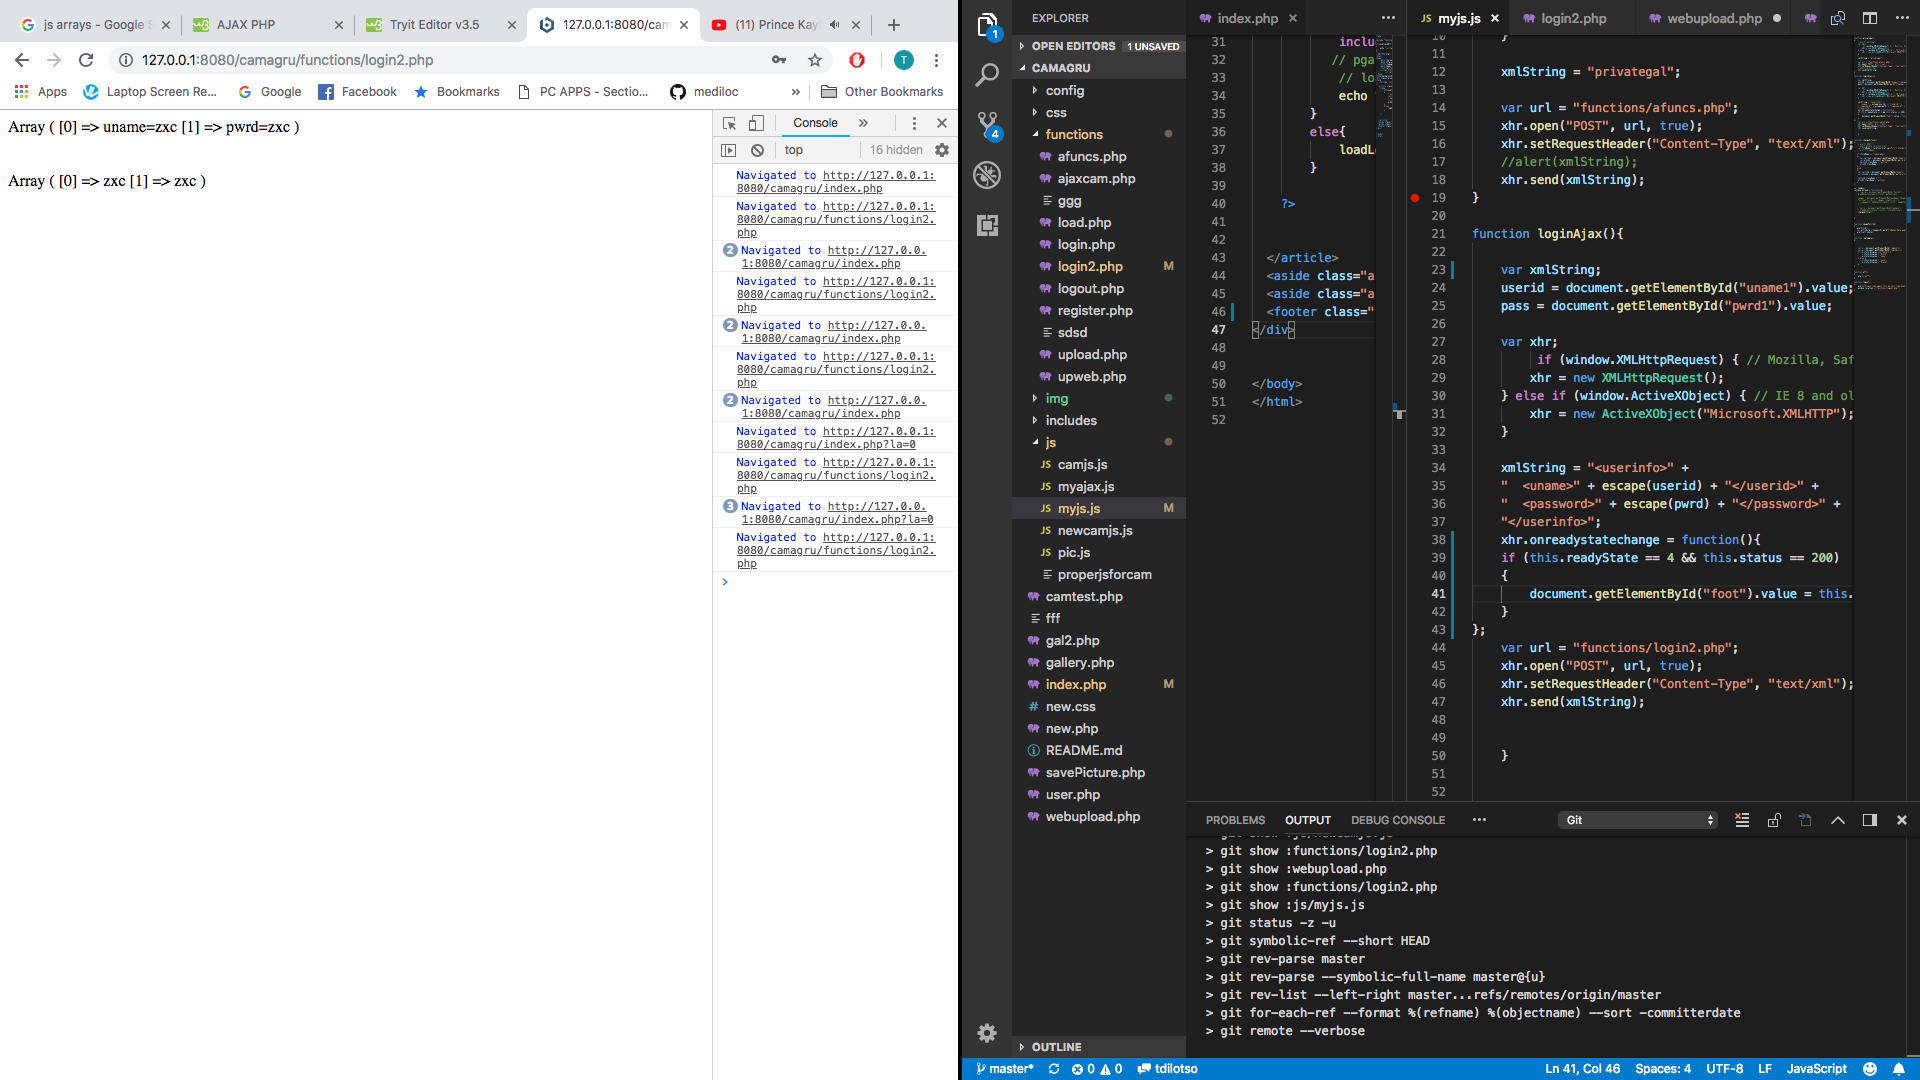 js arrays - Google S
AJAX PHP
Tryit Editor v3.5
127.0.0.1:8080/cam
(11) Prince Kay
127.0.0.1:8080/camagru/functions/login2.php
T
Apps
Laptop Screen Re...
Google
Facebook
Bookmarks
PC APPS - Sectio...
mediloc
»
Other Bookmarks
Array ( [0] => uname=zxc [1] => pwrd=zxc )
Array ( [0] => zxc [1] => zxc )
Console
»
top
16 hidden
Navigated to http://127.0.0.1:
8080/camagru/index.php
Navigated to http://127.0.0.1:
8080/camagru/functions/login2.
php
2 Navigated to http://127.0.0.
1:8080/camagru/index.php
Navigated to http://127.0.0.1:
8080/camagru/functions/login2.
php
2 Navigated to http://127.0.0.
1:8080/camagru/index.php
Navigated to http://127.0.0.1:
8080/camagru/functions/login2.
php
2 Navigated to http://127.0.0.
1:8080/camagru/index.php
Navigated to http://127.0.0.1:
8080/camagru/index.php?la=0
Navigated to http://127.0.0.1:
8080/camagru/functions/login2.
php
3 Navigated to http://127.0.0.
1:8080/camagru/index.php?la=0
Navigated to http://127.0.0.1:
8080/camagru/functions/login2.
php
>
1
4
EXPLORER
OPEN EDITORS 1 UNSAVED
CAMAGRU
config
css
functions
afuncs.php
ajaxcam.php
ggg
load.php
login.php
login2.php M
logout.php
register.php
sdsd
upload.php
upweb.php
img
includes
js
JS camjs.js
JS myajax.js
JS myjs.js M
JS newcamjs.js
JS pic.js
properjsforcam
camtest.php
fff
gal2.php
gallery.php
index.php M
# new.css
new.php
README.md
savePicture.php
user.php
webupload.php
OUTLINE
index.php
31 inclu
32 // pga
33 // lo
34 echo
35 }
36 else{
37 loadL
38 }
39
40 ?>
41
42
43 </article>
44 <aside class="a
45 <aside class="a
46 <footer class="
47 </div>
48
49
50 </body>
51 </html>
52
JS myjs.js
login2.php
webupload.php
10 }
11
12 xmlString = "privategal";
13
14 var url = "functions/afuncs.php";
15 xhr.open("POST", url, true);
16 xhr.setRequestHeader("Content-Type", "text/xml");
17 //alert(xmlString);
18 xhr.send(xmlString);
19 }
20
21 function loginAjax(){
22
23 var xmlString;
24 userid = document.getElementById("uname1").value;
25 pass = document.getElementById("pwrd1").value;
26
27 var xhr;
28 if (window.XMLHttpRequest) { // Mozilla, Saf
29 xhr = new XMLHttpRequest();
30 } else if (window.ActiveXObject) { // IE 8 and ol
31 xhr = new ActiveXObject("Microsoft.XMLHTTP");
32 }
33
34 xmlString = "<userinfo>" +
35 "  <uname>" + escape(userid) + "</userid>" +
36 "  <password>" + escape(pwrd) + "</password>" +
37 "</userinfo>";
38 xhr.onreadystatechange = function(){
39 if (this.readyState == 4 && this.status == 200)
40 {
41 document.getElementById("foot").value = this.
42 }
43 };
44 var url = "functions/login2.php";
45 xhr.open("POST", url, true);
46 xhr.setRequestHeader("Content-Type", "text/xml");
47 xhr.send(xmlString);
48
49
50 }
51
52
PROBLEMS OUTPUT DEBUG CONSOLE ··· Git
> git show :functions/login2.php
> git show :webupload.php
> git show :functions/login2.php
> git show :js/myjs.js
> git status -z -u
> git symbolic-ref --short HEAD
> git rev-parse master
> git rev-parse --symbolic-full-name master@{u}
> git rev-list --left-right master...refs/remotes/origin/master
> git for-each-ref --format %(refname) %(objectname) --sort -committerdate
> git remote --verbose
master* 0 0 tdilotso
Ln 41, Col 46 Spaces: 4 UTF-8 LF JavaScript